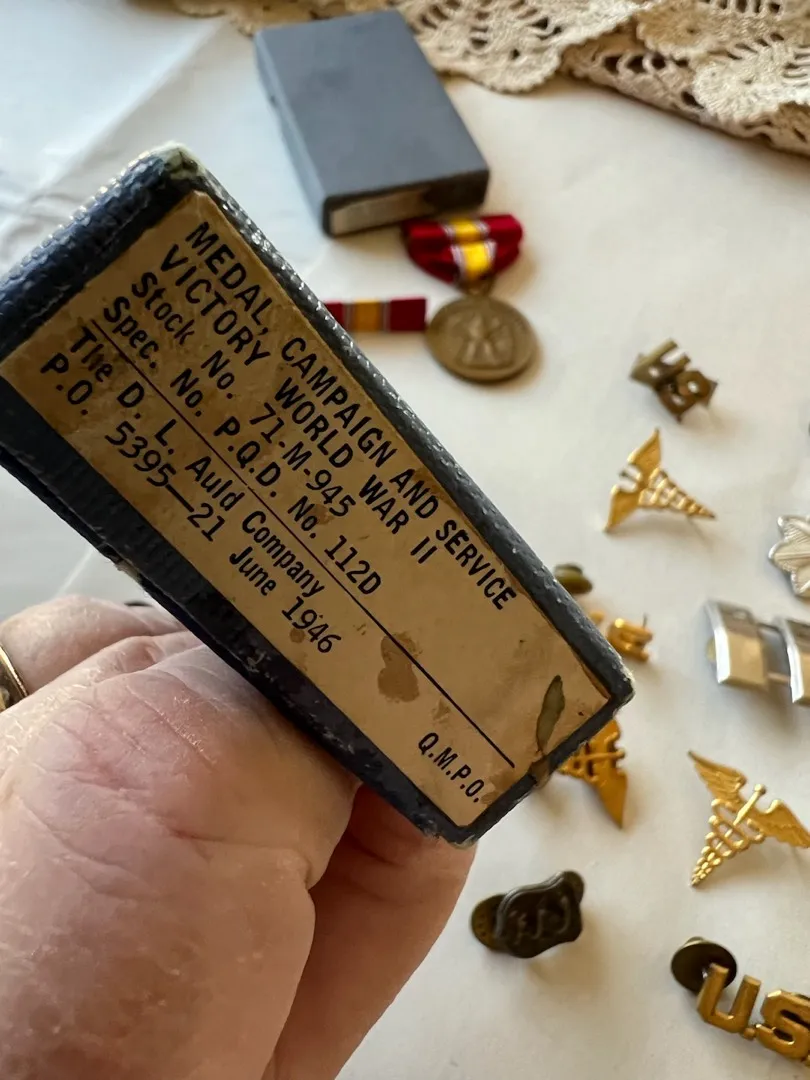 MEDAL, CAMPAIGN AND SERVICE
VICTORY WORLD WAR II
Stock No. 71-M-945
Spec. No. P.Q.D. No. 112D
The D. L. Auld Company
P.O. 5395—21 June 1946
Q.M.P.O.
US
U.S